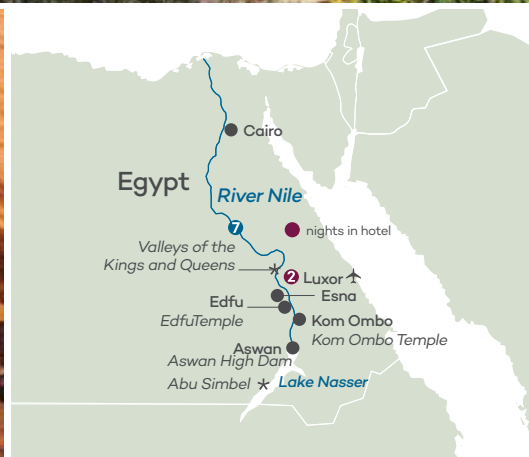 Cairo
Egypt
River Nile
7
nights in hotel
Valleys of the
Kings and Queens
2 Luxor
Esna
Edfu
EdfuTemple
Kom Ombo
Kom Ombo Temple
Aswan
Aswan High Dam
Abu Simbel
Lake Nasser